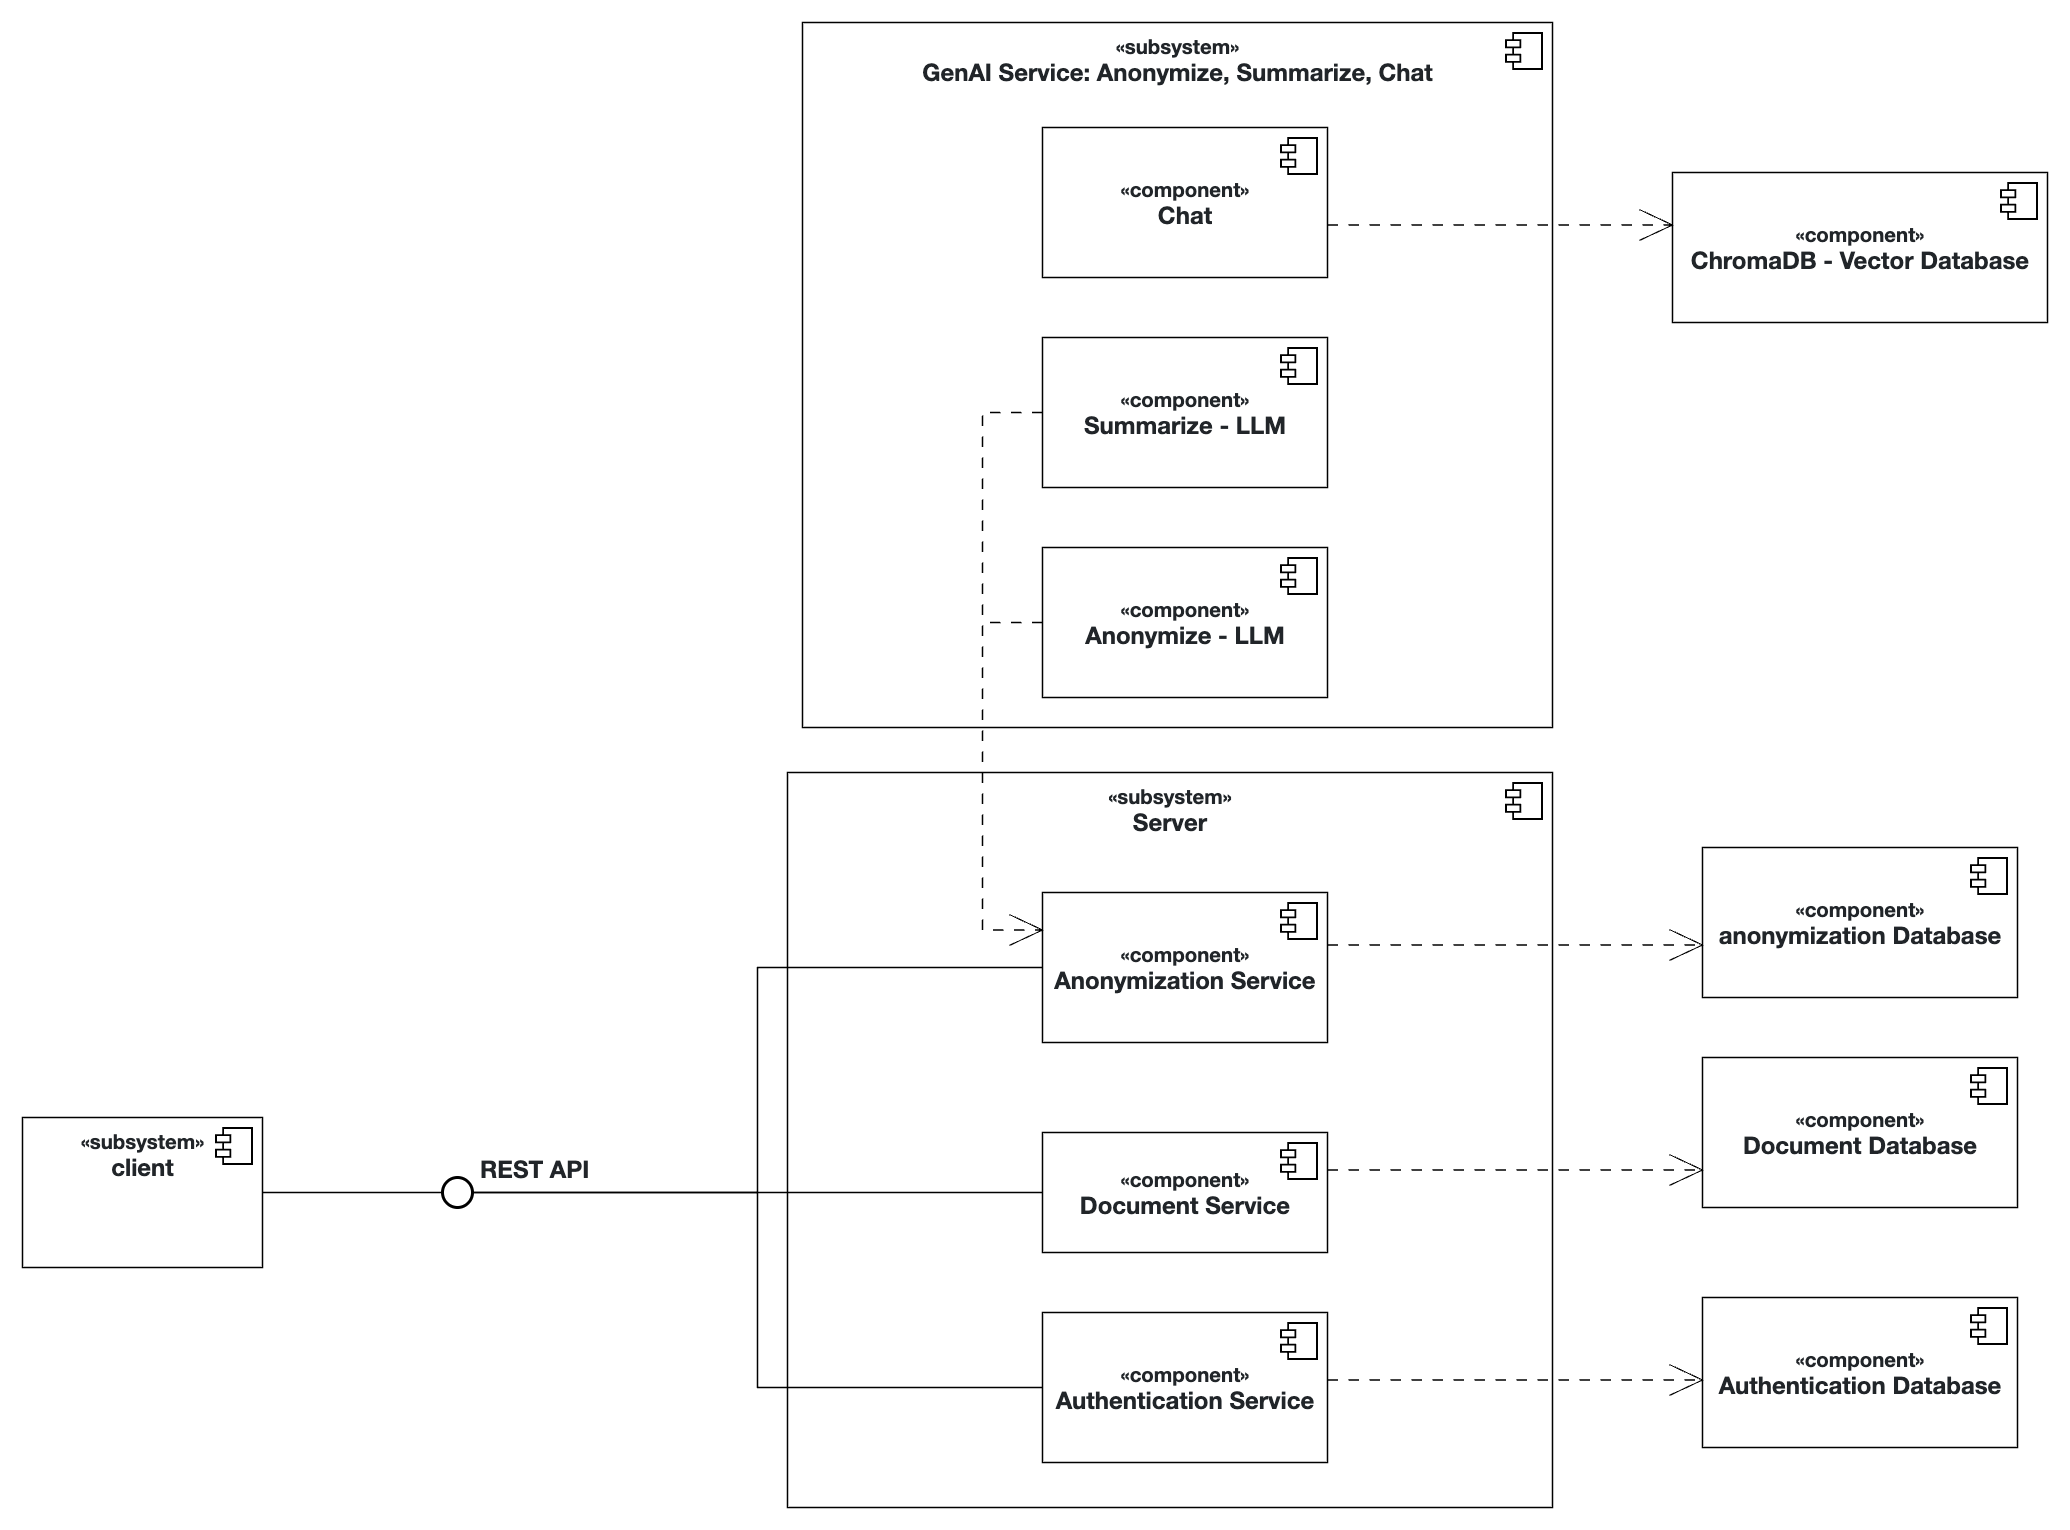 «subsystem»
GenAI Service: Anonymize, Summarize, Chat
«component»
Chat
«component»
ChromaDB - Vector Database
«component»
Summarize - LLM
«component»
Anonymize - LLM
«subsystem»
Server
«component»
Anonymization Service
«component»
anonymization Database
«subsystem»
client
REST API
«component»
Document Service
«component»
Document Database
«component»
Authentication Service
«component»
Authentication Database